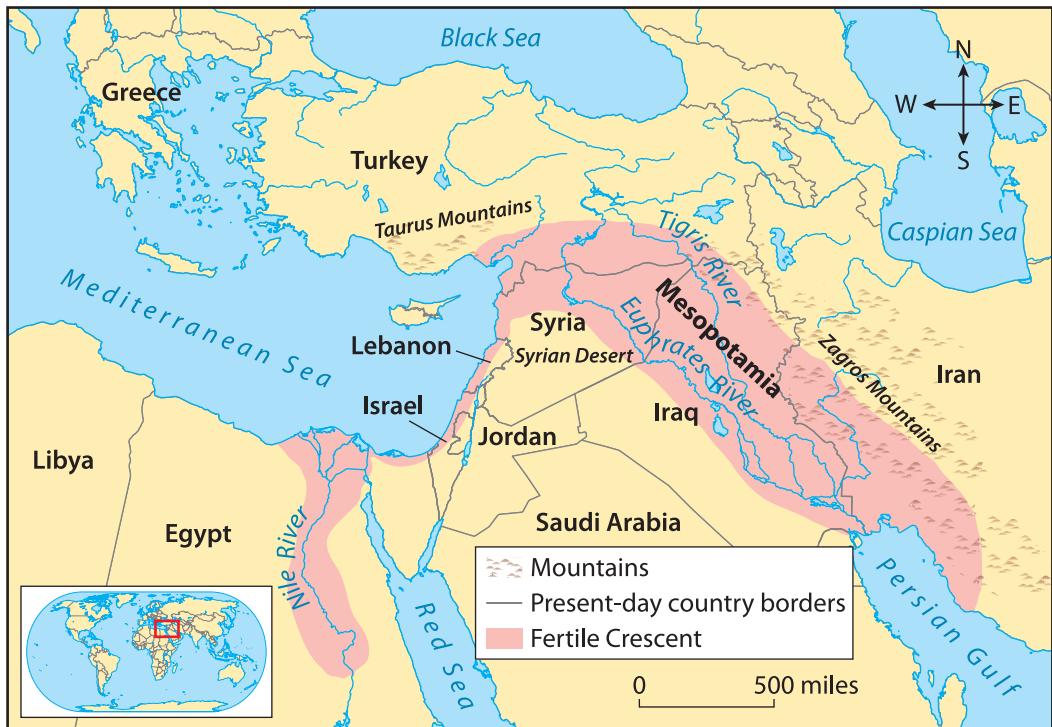 Black Sea
N
W
E
S
Greece
Turkey
Taurus Mountains
Tigris River
Caspian Sea
Mediterranean Sea
Mesopotamia
Syria
Euphrates River
Lebanon
Syrian Desert
Zagros Mountains
Iran
Israel
Iraq
Jordan
Libya
Saudi Arabia
Egypt
Nile River
Red Sea
Persian Gulf
Mountains
Present-day country borders
Fertile Crescent
0 500 miles